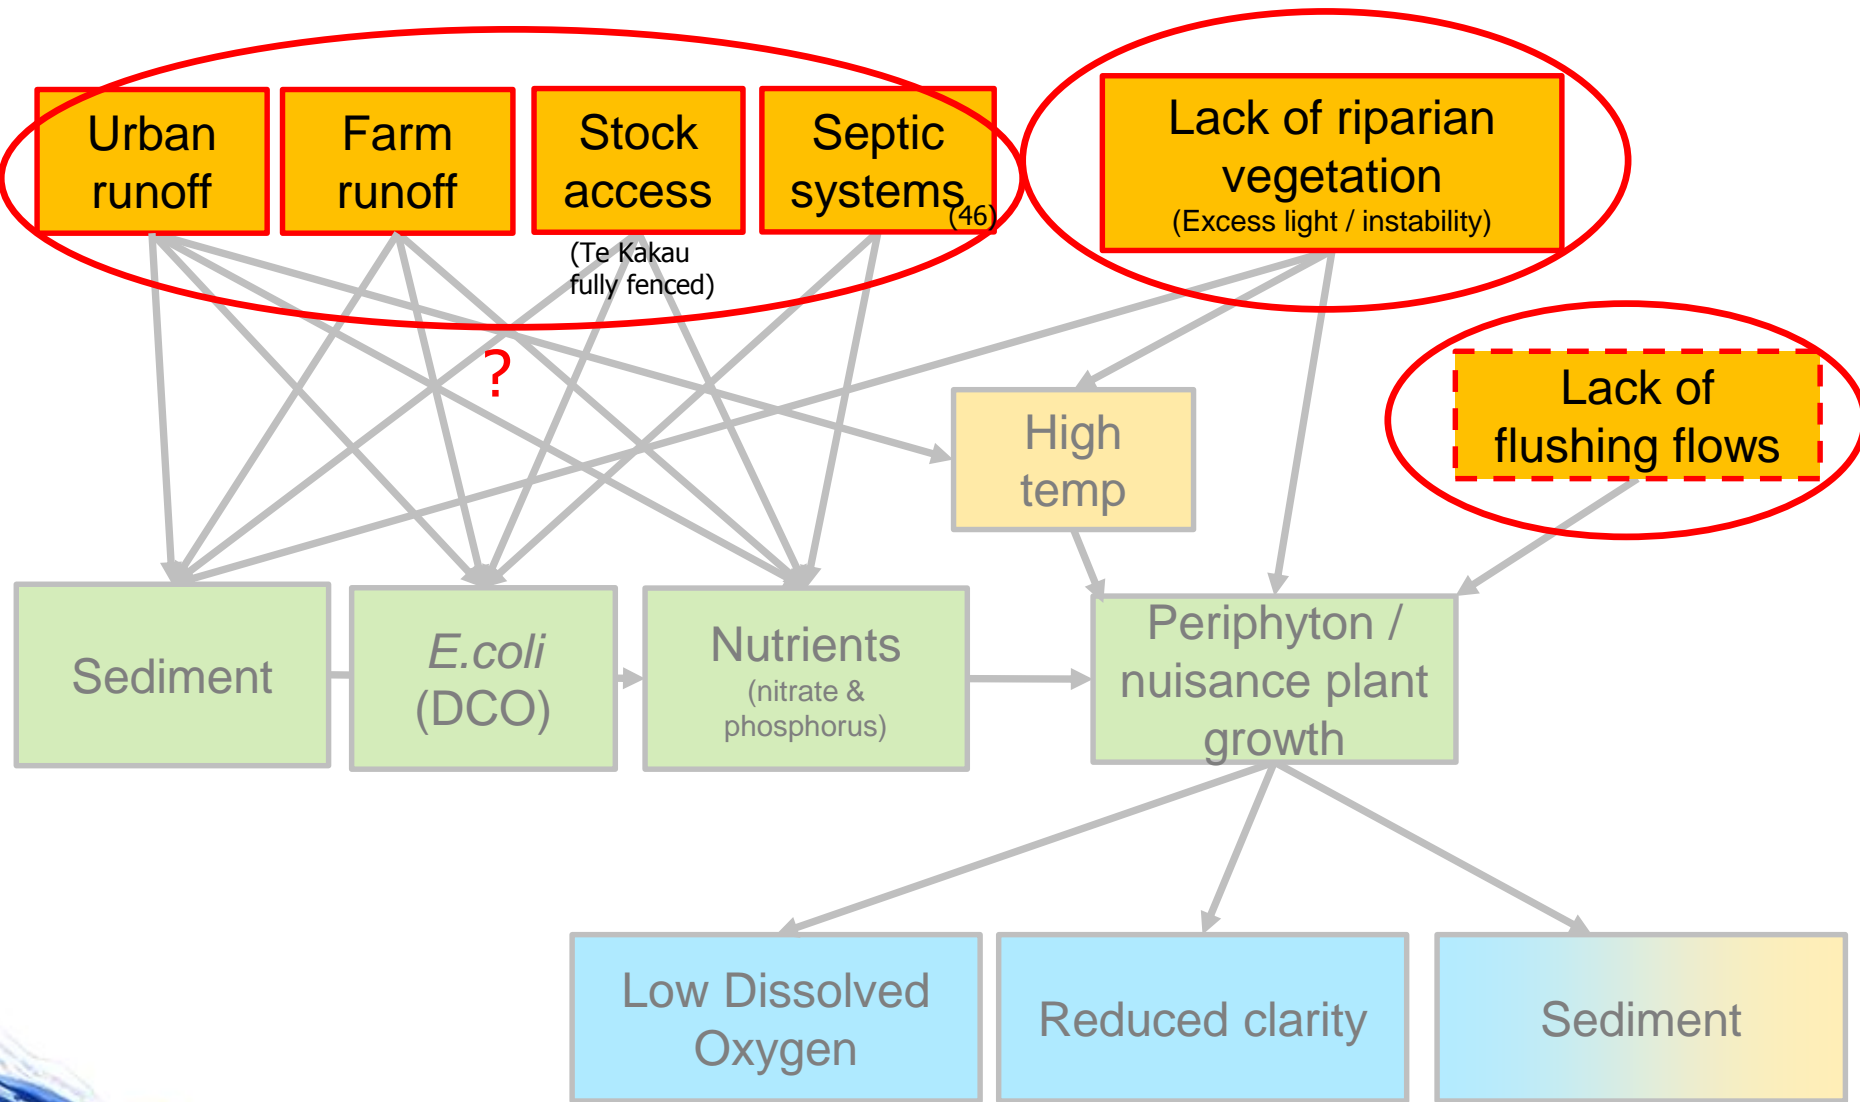 Urban
runoff
Farm
runoff
Stock
access
(Te Kakau
fully fenced)
Septic
systems
(46)
Lack of riparian
vegetation
(Excess light / instability)
?
Lack of
flushing flows
High
temp
Sediment
E.coli
(DCO)
Nutrients
(nitrate &
phosphorus)
Periphyton /
nuisance plant
growth
Low Dissolved
Oxygen
Reduced clarity
Sediment